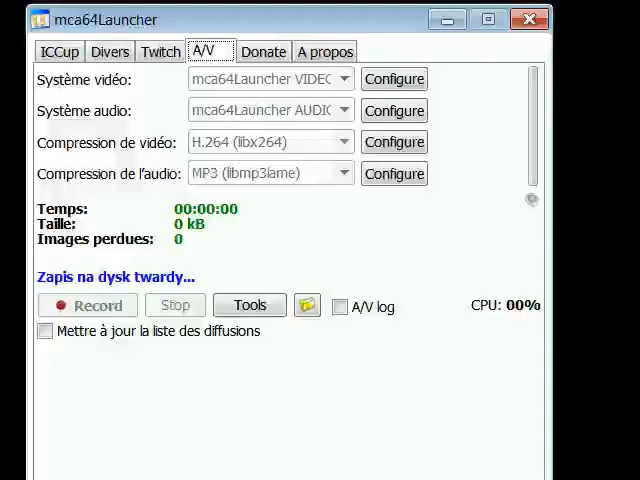 mca64Launcher
ICCup Divers Twitch A/V Donate A propos
Système vidéo: mca64Launcher VIDEC Configure
Système audio: mca64Launcher AUDIC Configure
Compression de vidéo: H.264 (libx264) Configure
Compression de l'audio: MP3 (libmp3lame) Configure
Temps: 00:00:00
Taille: 0 kB
Images perdues: 0
Zapis na dysk twardy...
Record Stop Tools A/V log CPU: 00%
Mettre à jour la liste des diffusions